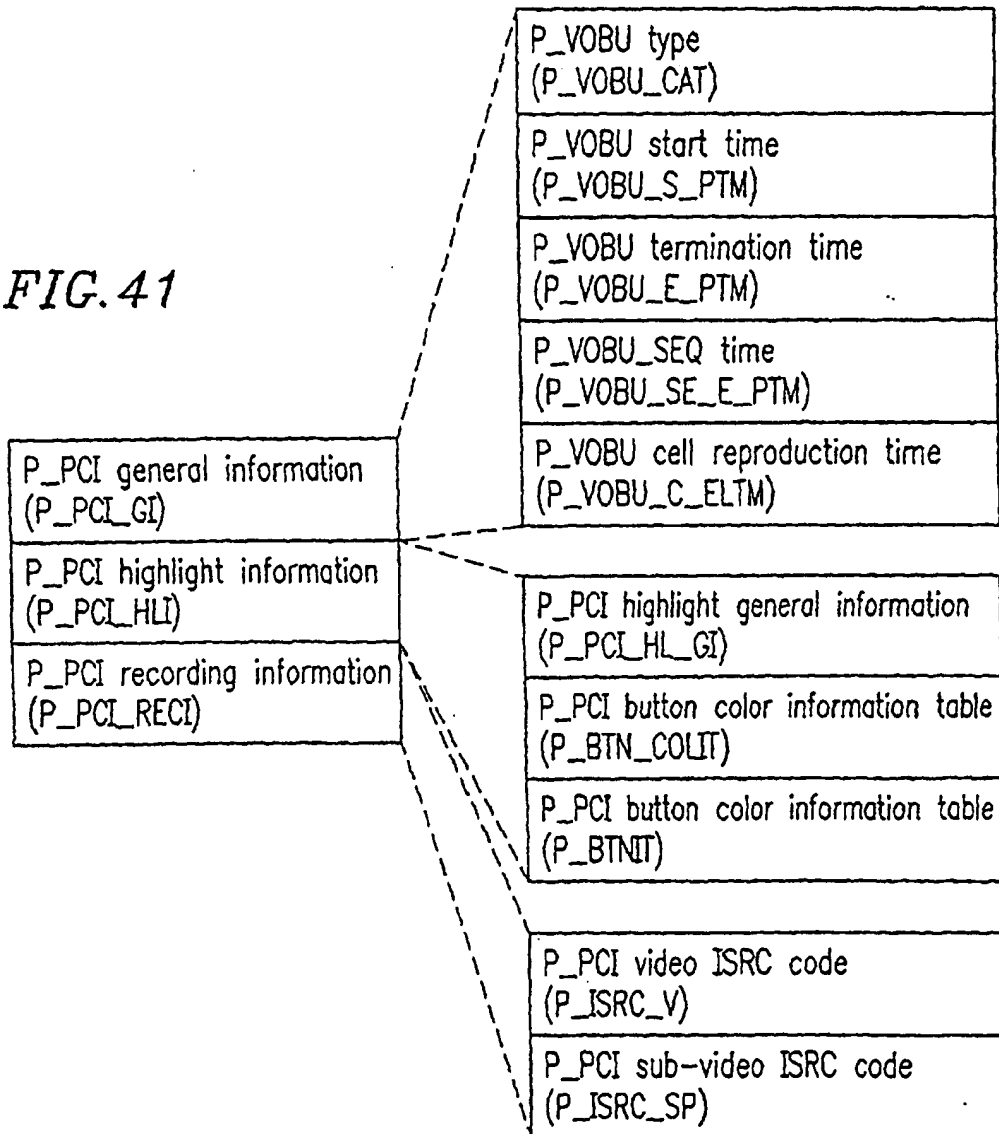 FIG. 41
P_PCI general information
(P_PCI_GI)
P_PCI highlight information
(P_PCI_HLI)
P_PCI recording information
(P_PCI_RECI)
P_VOBU type
(P_VOBU_CAT)
P_VOBU start time
(P_VOBU_S_PTM)
P_VOBU termination time
(P_VOBU_E_PTM)
P_VOBU_SEQ time
(P_VOBU_SE_E_PTM)
P_VOBU cell reproduction time
(P_VOBU_C_ELTM)
P_PCI highlight general information
(P_PCI_HL_GI)
P_PCI button color information table
(P_BTN_COLIT)
P_PCI button color information table
(P_BTNIT)
P_PCI video ISRC code
(P_ISRC_V)
P_PCI sub-video ISRC code
(P_ISRC_SP)